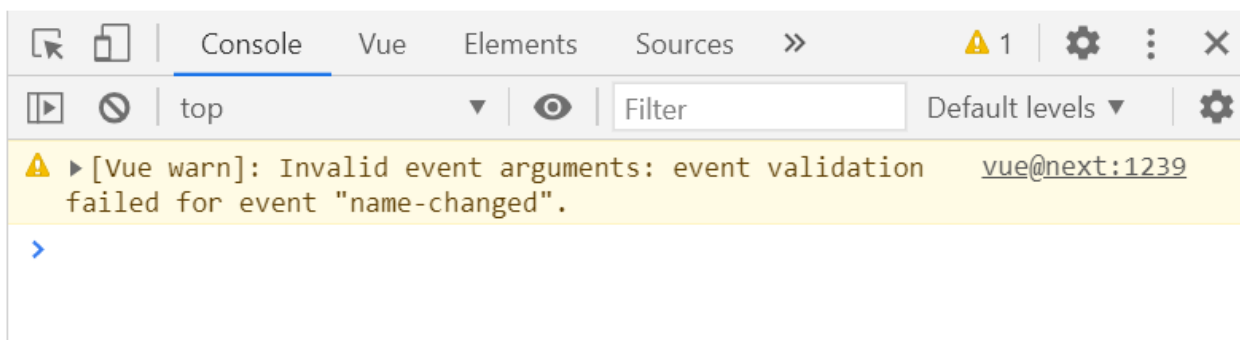 Console Vue Elements Sources » 1
top Filter Default levels ▼
[Vue warn]: Invalid event arguments: event validation vue@next:1239
failed for event "name-changed".